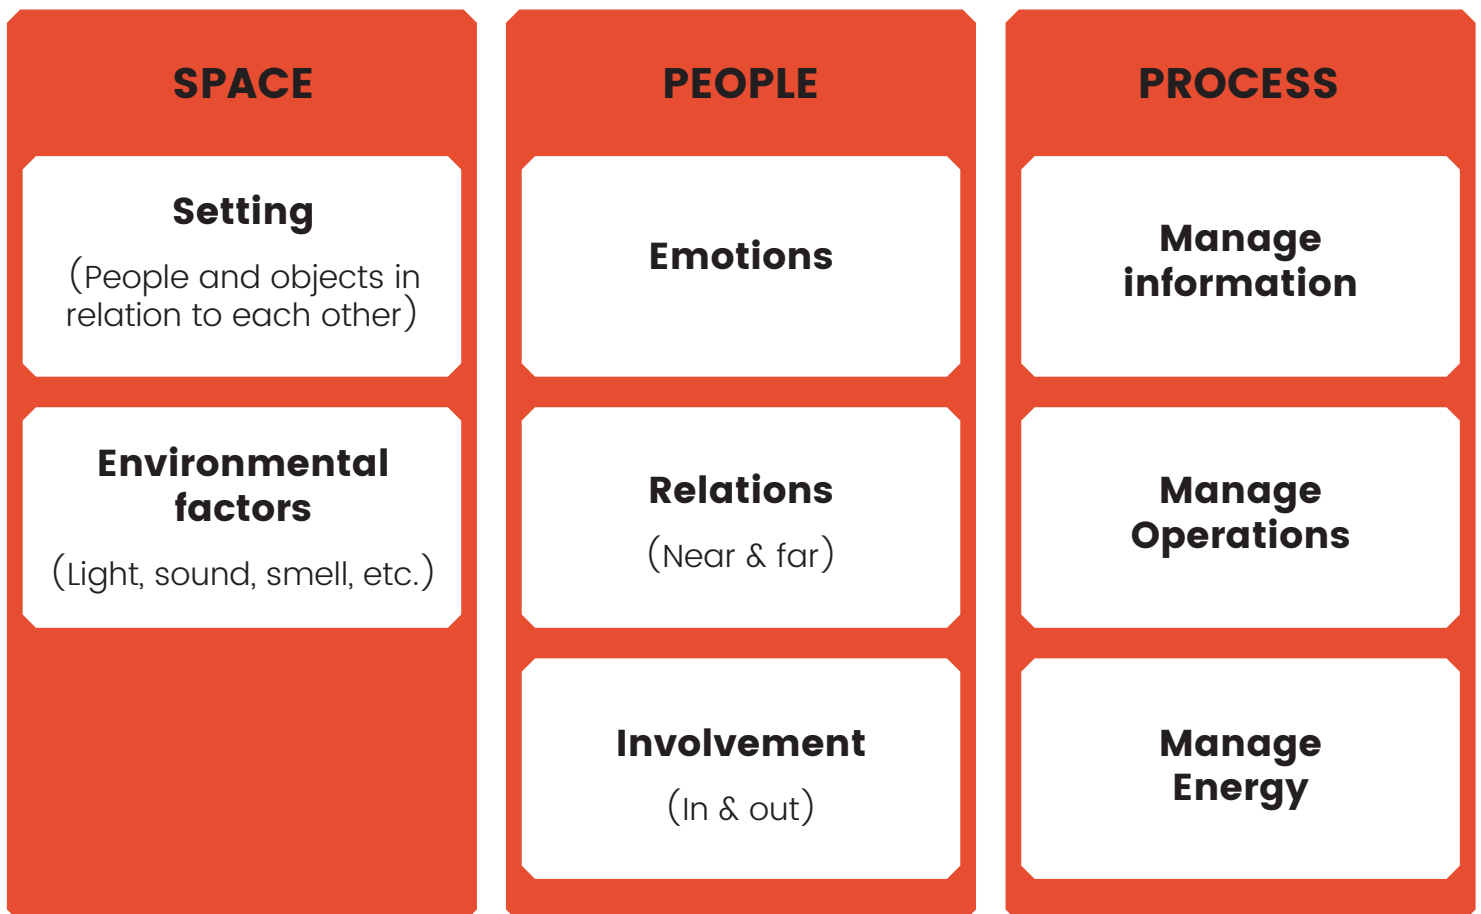 SPACE
Setting
(People and objects in
relation to each other)
Environmental
factors
(Light, sound, smell, etc.)
PEOPLE
Emotions
Relations
(Near & far)
Involvement
(In & out)
PROCESS
Manage
information
Manage
Operations
Manage
Energy